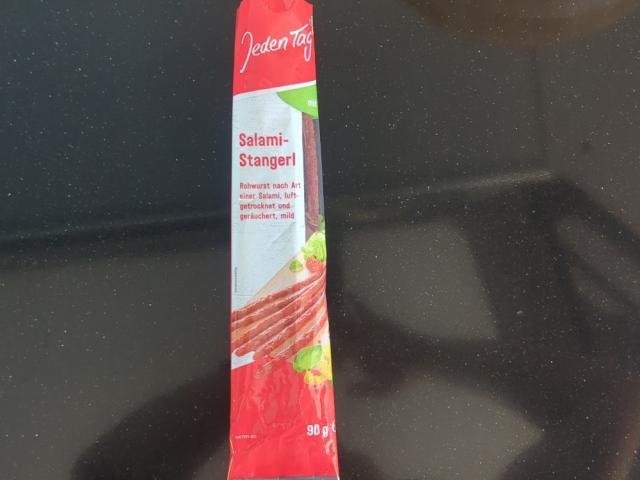 Jeden Tag
Salami-
Stangerl
Rohwurst nach Art
einer Salami, luft-
getrocknet und
geräuchert, mild
90 g